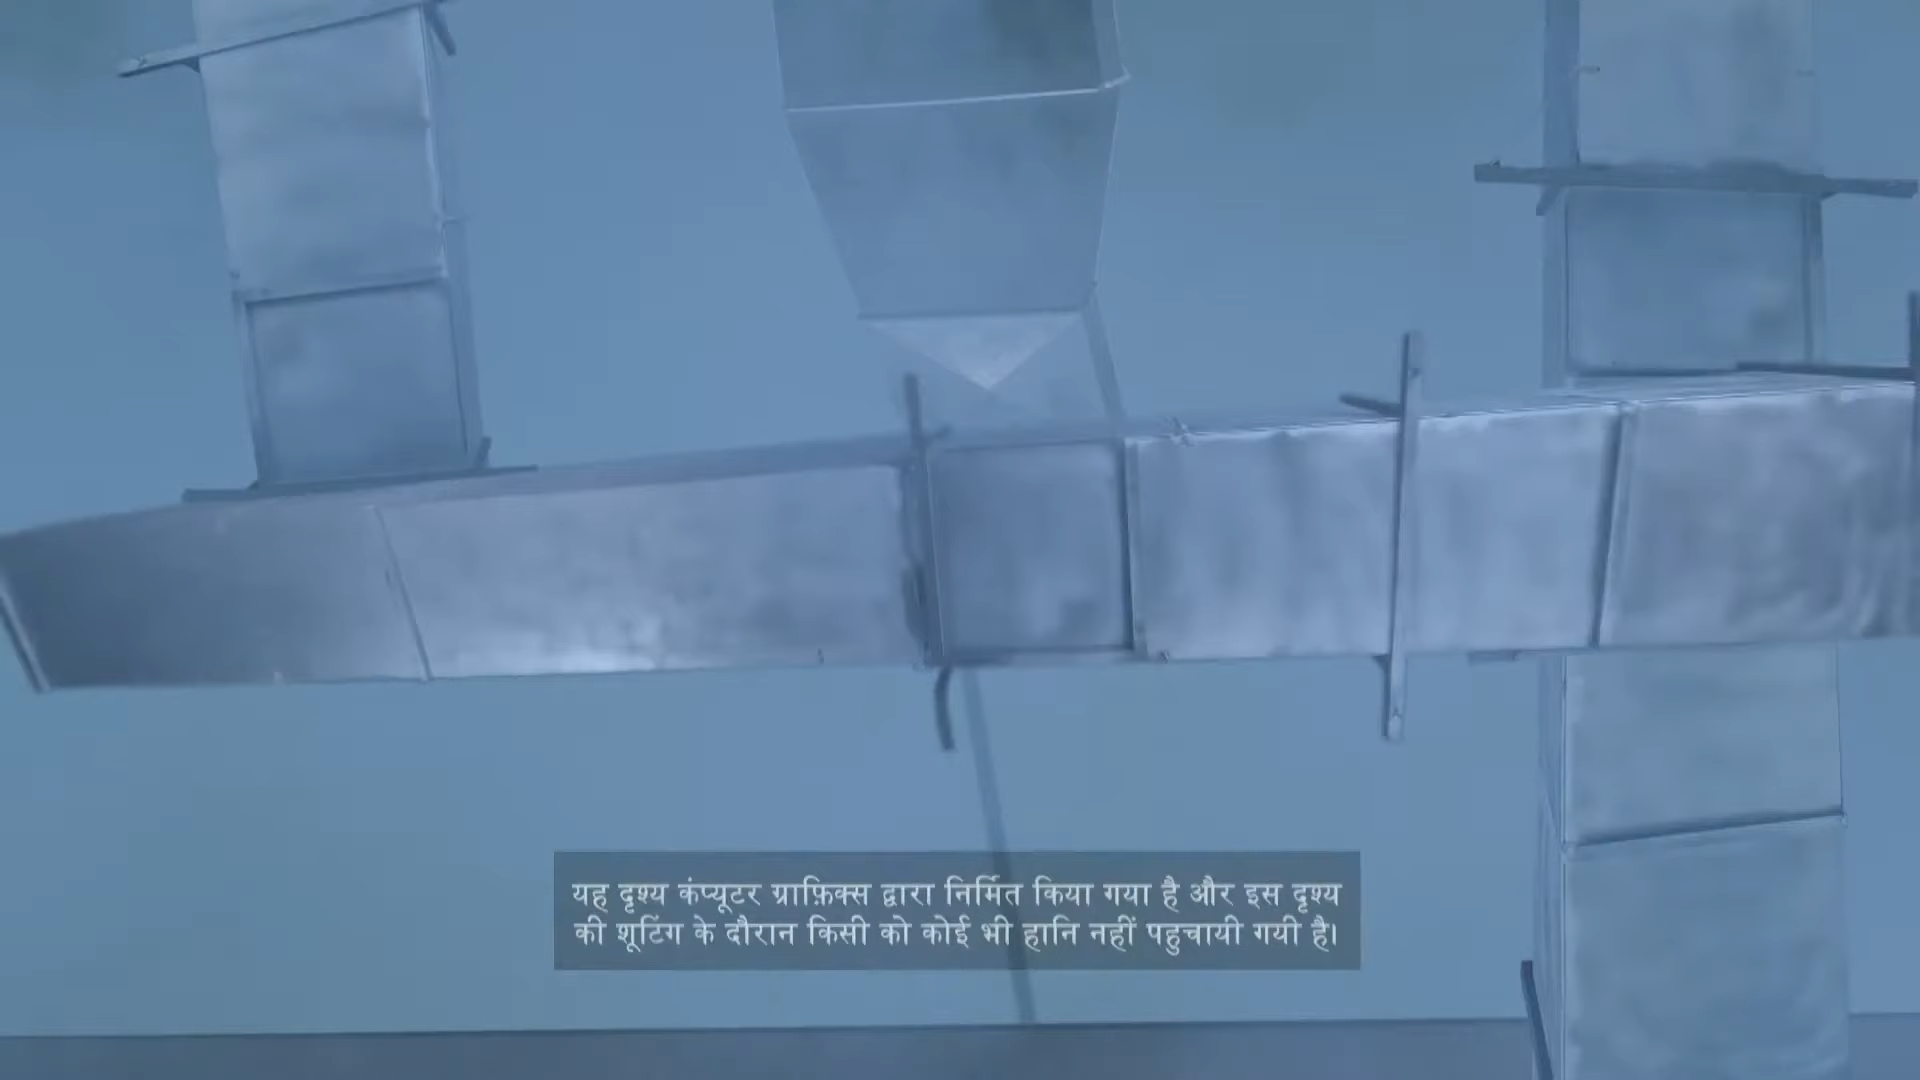 यह दृश्य कंप्यूटर ग्राफ़िक्स द्वारा निर्मित किया गया है और इस दृश्य
की शूटिंग के दौरान किसी को कोई भी हानि नहीं पहुचायी गयी है।